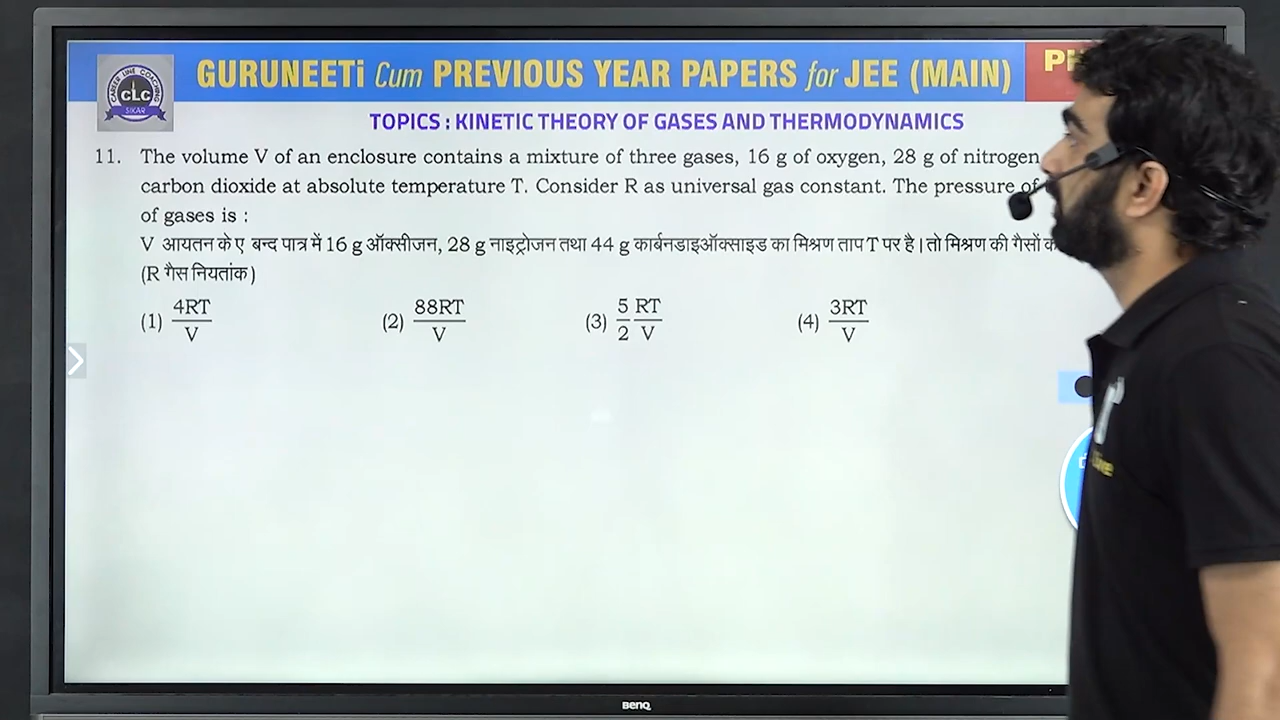 GURUNEETi Cum PREVIOUS YEAR PAPERS for JEE (MAIN)
CAREER LINE COACHING
CLC
SIKAR
TOPICS : KINETIC THEORY OF GASES AND THERMODYNAMICS
11. The volume V of an enclosure contains a mixture of three gases, 16 g of oxygen, 28 g of nitrogen
carbon dioxide at absolute temperature T. Consider R as universal gas constant. The pressure of
of gases is :
V आयतन के ए बन्द पात्र में 16 g ऑक्सीजन, 28 g नाइट्रोजन तथा 44 g कार्बनडाइऑक्साइड का मिश्रण ताप T पर है। तो मिश्रण की गैसों
(R गैस नियतांक)
(1) 4RT/V (2) 88RT/V (3) 5/2 RT/V (4) 3RT/V
BenQ